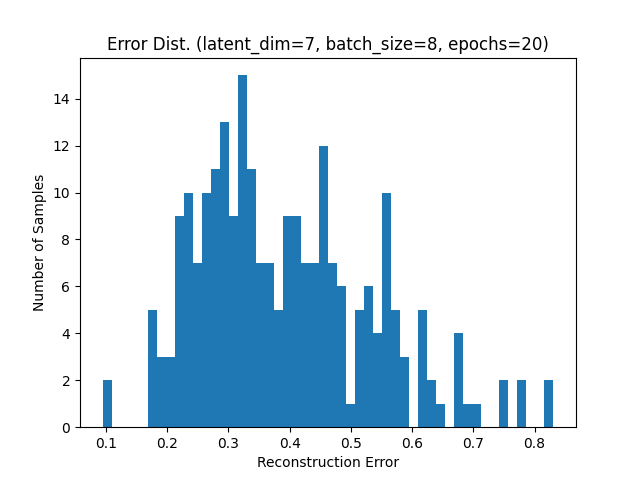 Error Dist. (latent_dim=7, batch_size=8, epochs=20)
Number of Samples
14
12
10
8
6
4
2
0
0.1 0.2 0.3 0.4 0.5 0.6 0.7 0.8
Reconstruction Error